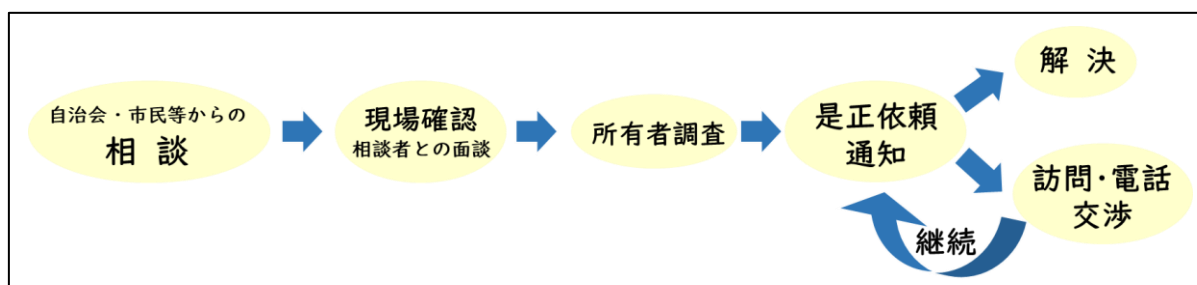 自治会・市民等からの
相 談
現場確認
相談者との面談
所有者調査
是正依頼
通知
解 決
訪問・電話
交渉
継続